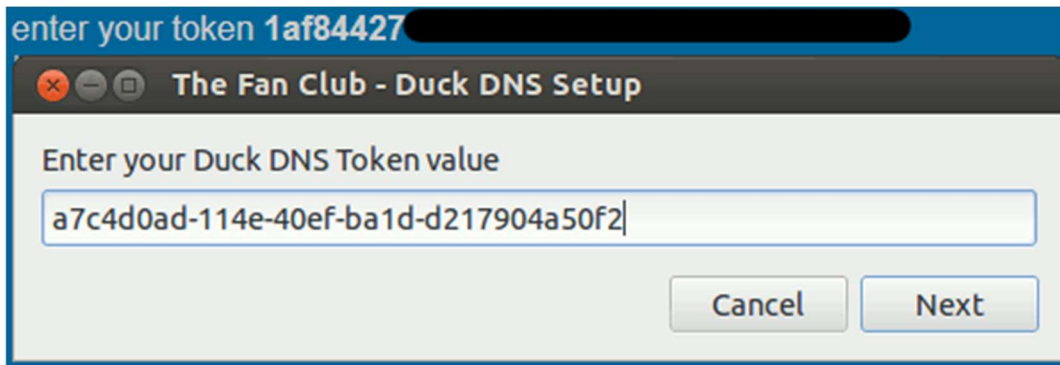 enter your token 1af84427
The Fan Club - Duck DNS Setup
Enter your Duck DNS Token value
a7c4d0ad-114e-40ef-ba1d-d217904a50f2
Cancel Next